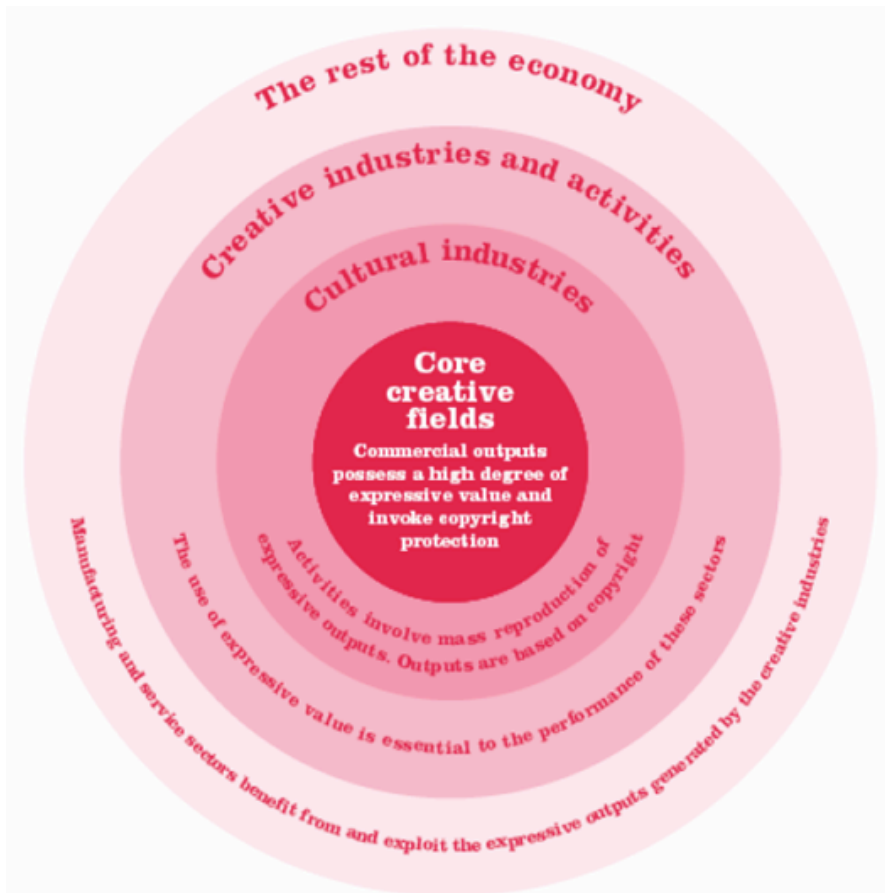 The rest of the economy
Creative industries and activities
Cultural industries
Core
creative
fields
Commercial outputs
possess a high degree of
expressive value and
invoke copyright
protection
Activities involve mass reproduction of
expressive outputs. Outputs are based on copyright
The use of expressive value is essential to the performance of these sectors
Manufacturing and service sectors benefit from and exploit the expressive outputs generated by the creative industries